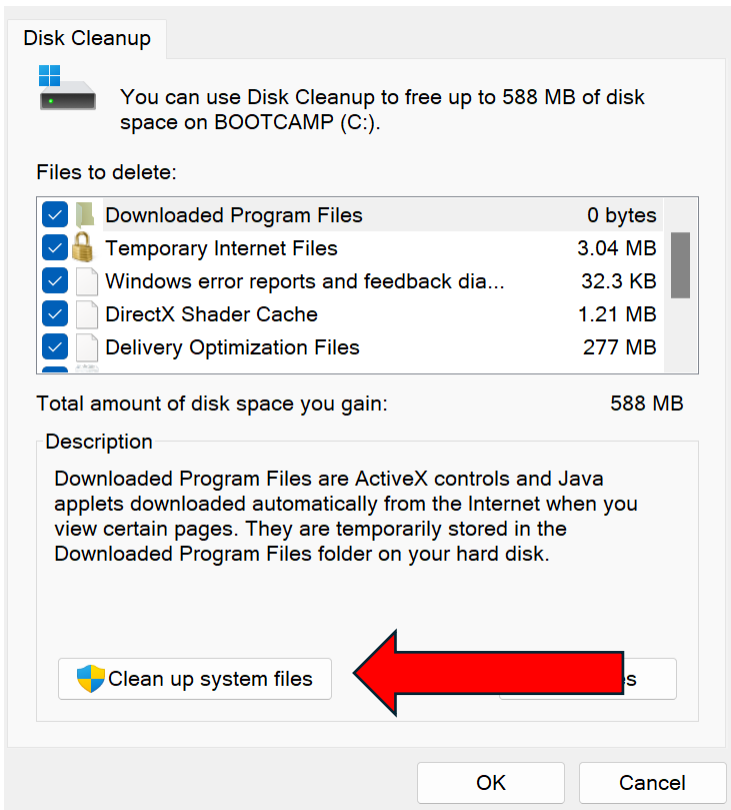 Disk Cleanup
You can use Disk Cleanup to free up to 588 MB of disk
space on BOOTCAMP (C:).
Files to delete:
Downloaded Program Files 0 bytes
Temporary Internet Files 3.04 MB
Windows error reports and feedback dia... 32.3 KB
DirectX Shader Cache 1.21 MB
Delivery Optimization Files 277 MB
Total amount of disk space you gain: 588 MB
Description
Downloaded Program Files are ActiveX controls and Java
applets downloaded automatically from the Internet when you
view certain pages. They are temporarily stored in the
Downloaded Program Files folder on your hard disk.
Clean up system files
OK Cancel